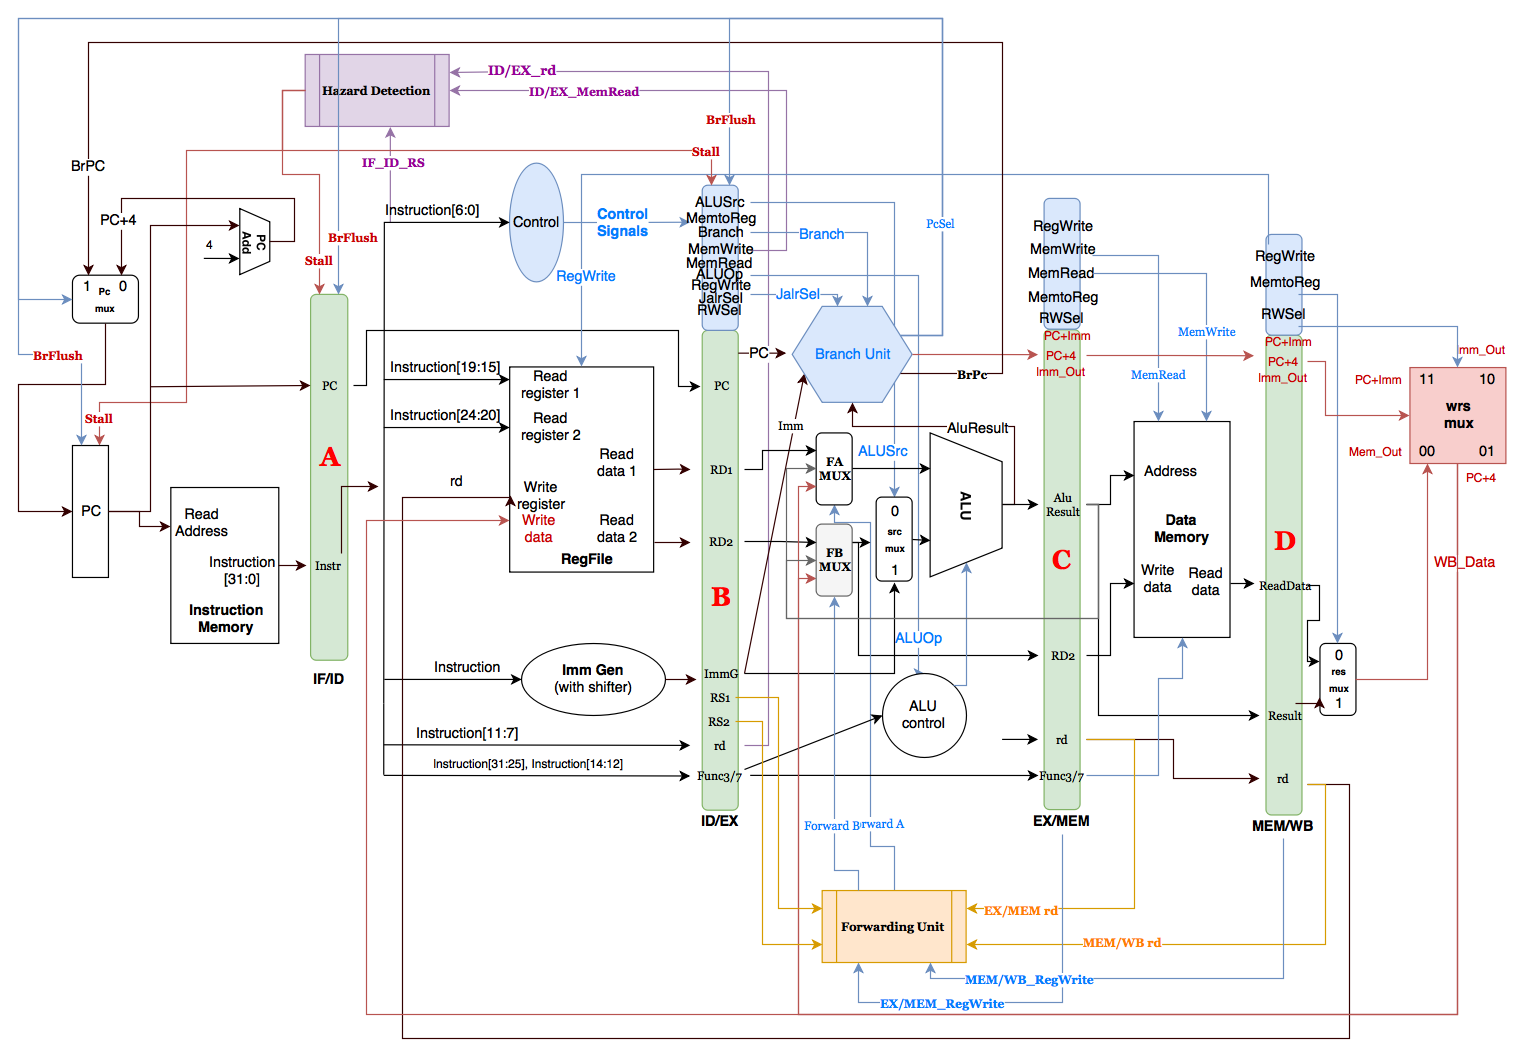 Hazard Detection
ID/EX_rd
ID/EX_MemRead
IF_ID_RS
BrFlush
Stall
BrPC
PC+4
4
PC
Add
1 0
Pc
mux
BrFlush
Stall
BrFlush
Stall
PC
Read
Address
Instruction
[31:0]
Instruction
Memory
PC
A
Instr
IF/ID
Instruction[6:0]
Control
Control
Signals
RegWrite
Instruction[19:15]
Instruction[24:20]
rd
Read
register 1
Read
register 2
Read
data 1
Write
register
Write
data
Read
data 2
RegFile
Instruction
Imm Gen
(with shifter)
Instruction[11:7]
Instruction[31:25], Instruction[14:12]
ALUSrc
MemtoReg
Branch
MemWrite
MemRead
ALUOp
RegWrite
JalrSel
RWSel
PC
RD1
RD2
B
ImmG
RS1
RS2
rd
Func3/7
ID/EX
Branch
JalrSel
PcSel
PC
Branch Unit
BrPc
Imm
AluResult
ALUSrc
FA
MUX
FB
MUX
0
src
mux
1
ALU
ALUOp
ALU
control
Forward B
rward A
Forwarding Unit
EX/MEM rd
MEM/WB rd
MEM/WB_RegWrite
EX/MEM_RegWrite
RegWrite
MemWrite
MemRead
MemtoReg
RWSel
PC+Imm
PC+4
Imm_Out
Alu
Result
C
RD2
rd
Func3/7
EX/MEM
MemWrite
MemRead
Address
Data
Memory
Write
data
Read
data
RegWrite
MemtoReg
RWSel
PC+Imm
PC+4
Imm_Out
D
ReadData
Result
rd
MEM/WB
0
res
mux
1
mm_Out
PC+Imm
11 10
wrs
mux
Mem_Out
00 01
PC+4
WB_Data